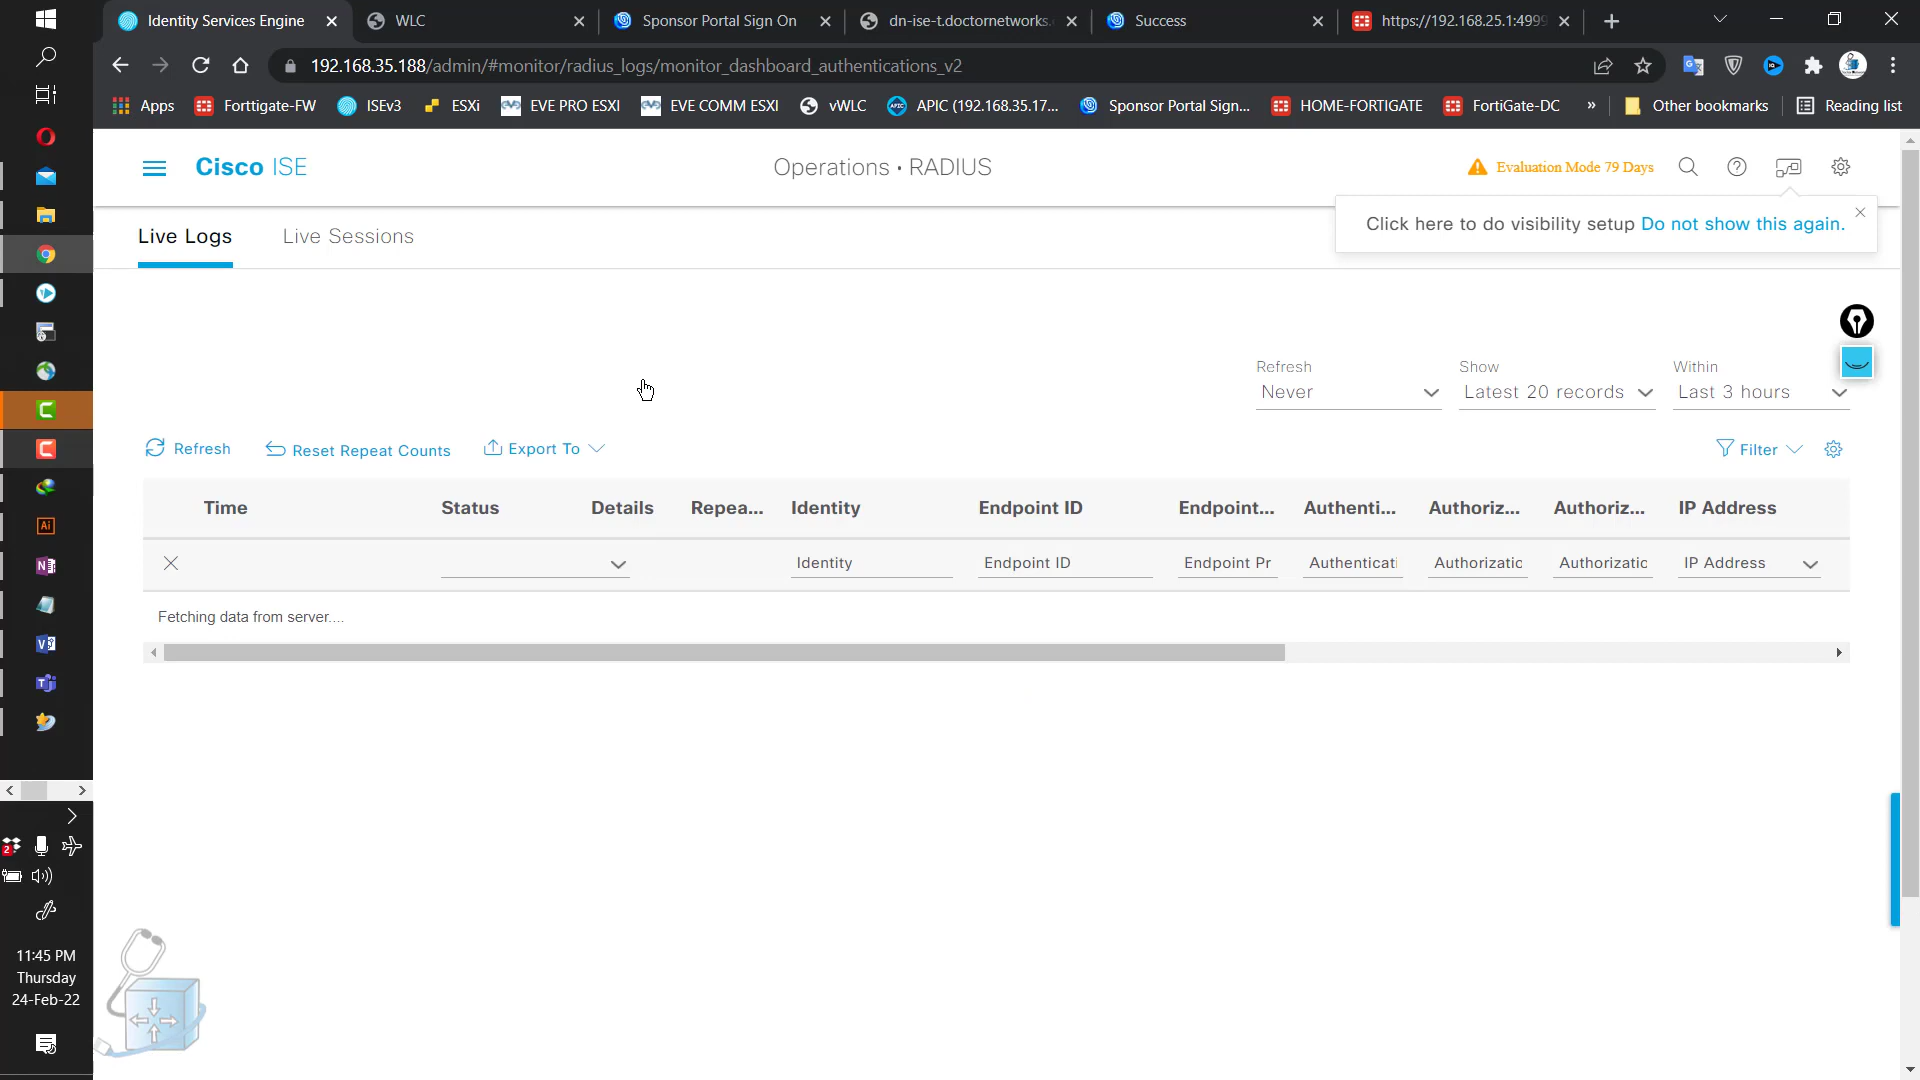 Identity Services Engine
WLC
Sponsor Portal Sign On
dn-ise-t.doctornetworks.
Success
https://192.168.25.1:4999
192.168.35.188/admin/#monitor/radius_logs/monitor_dashboard_authentications_v2
Apps
Forttigate-FW
ISEv3
ESXi
EVE PRO ESXI
EVE COMM ESXI
vWLC
APIC (192.168.35.17...
Sponsor Portal Sign...
HOME-FORTIGATE
FortiGate-DC
»
Other bookmarks
Reading list
Cisco ISE
Operations · RADIUS
Evaluation Mode 79 Days
Click here to do visibility setup Do not show this again.
Live Logs
Live Sessions
Refresh
Never
Show
Latest 20 records
Within
Last 3 hours
Refresh
Reset Repeat Counts
Export To
Filter
Time
Status
Details
Repea...
Identity
Endpoint ID
Endpoint...
Authenti...
Authoriz...
Authoriz...
IP Address
Identity
Endpoint ID
Endpoint Pr
Authenticati
Authorizatic
Authorizatic
IP Address
Fetching data from server....
11:45 PM
Thursday
24-Feb-22